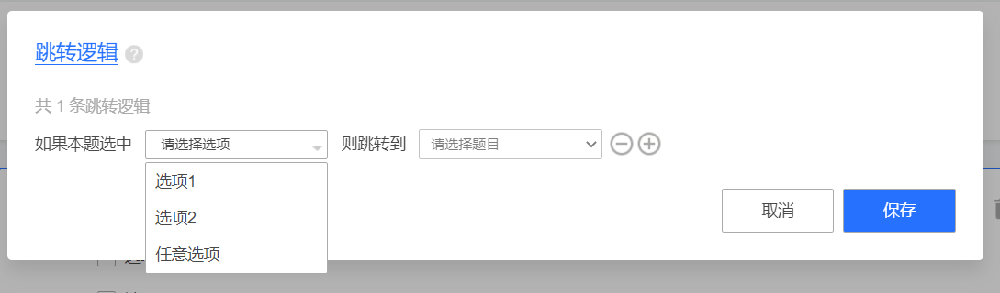 跳转逻辑 ?
共 1 条跳转逻辑
如果本题选中 请选择选项 则跳转到 请选择题目
选项1
选项2
任意选项
取消 保存